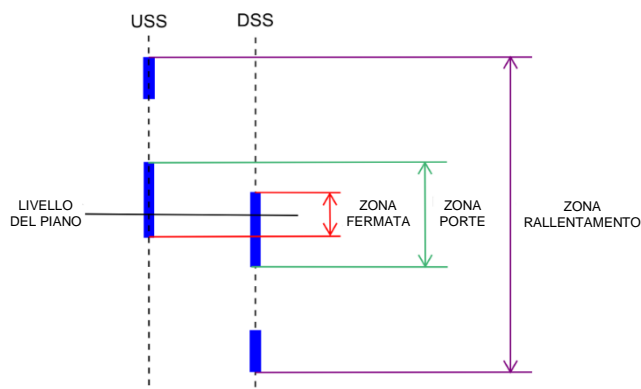 USS
DSS
LIVELLO
DEL PIANO
ZONA
FERMATA
ZONA
PORTE
ZONA
RALLENTAMENTO